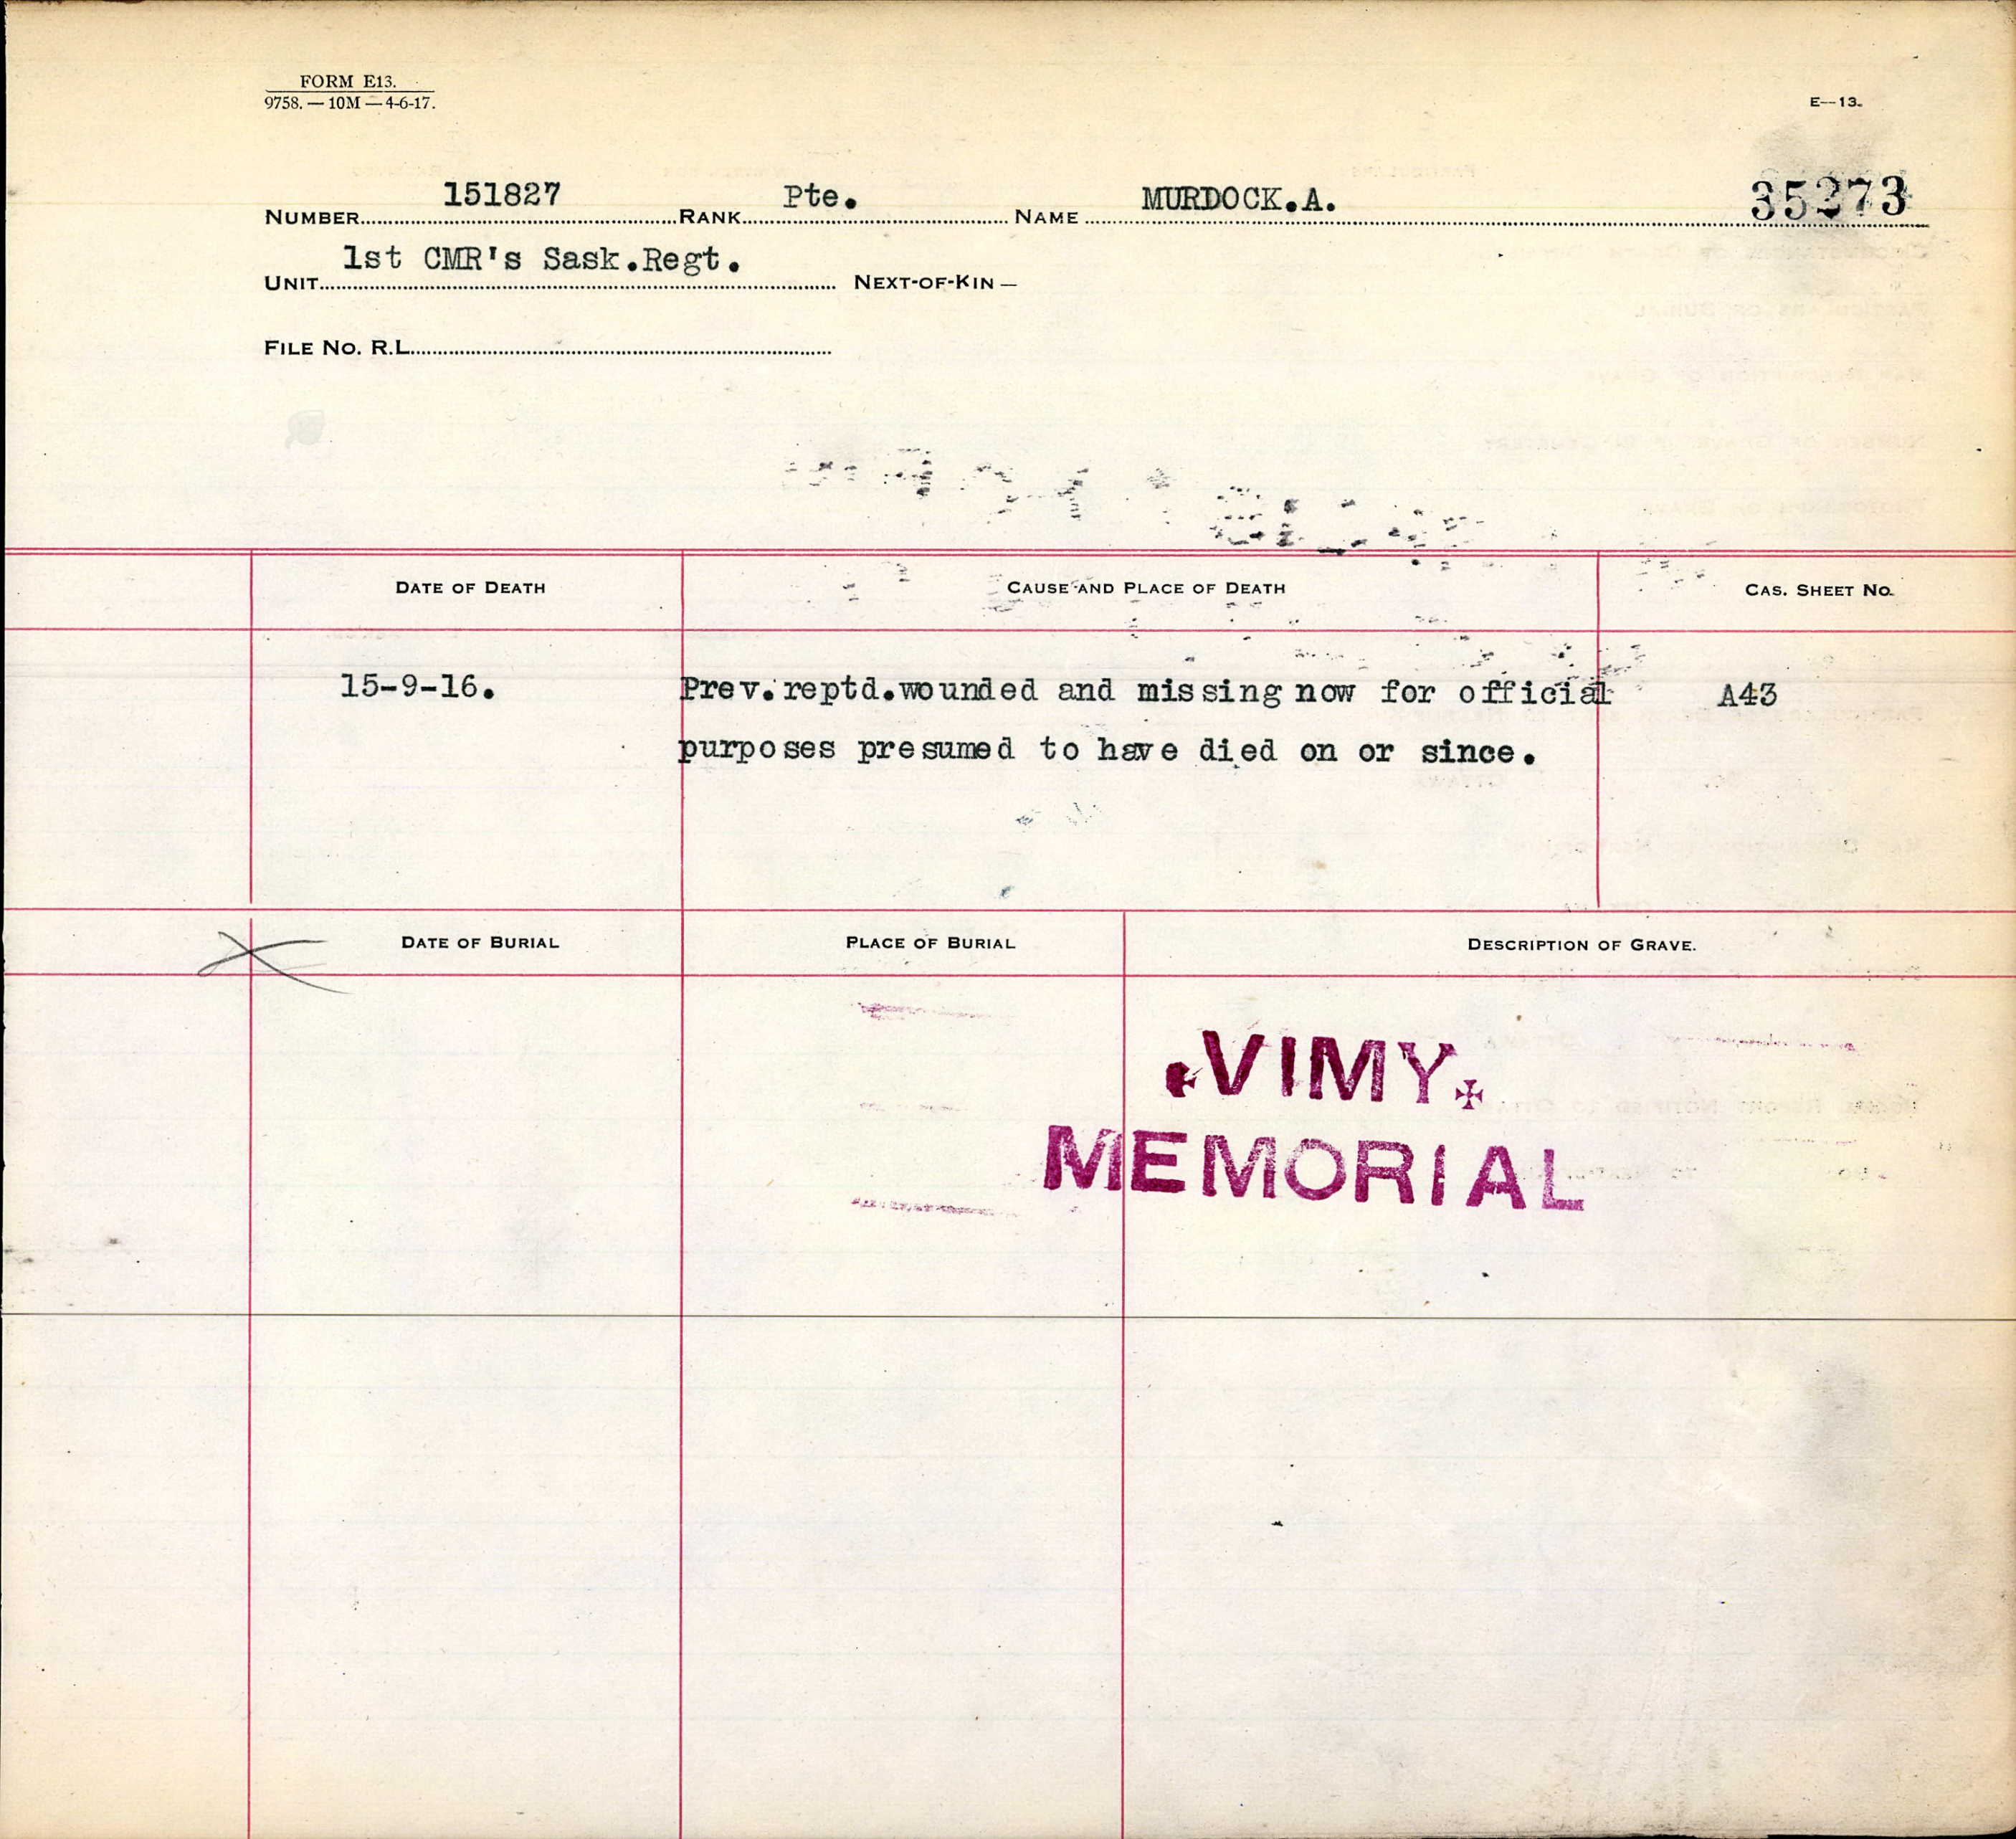 FORM E13.
9758. — 10M — 4-6-17.
E—13.
NUMBER 151827 RANK Pte. NAME MURDOCK.A. 35273
UNIT 1st CMR's Sask.Regt. NEXT-OF-KIN —
FILE NO. R.L.
DATE OF DEATH CAUSE AND PLACE OF DEATH CAS. SHEET NO.
15-9-16. Prev.reptd.wounded and missing now for official A43
purposes presumed to have died on or since.
DATE OF BURIAL PLACE OF BURIAL DESCRIPTION OF GRAVE.
VIMY
MEMORIAL